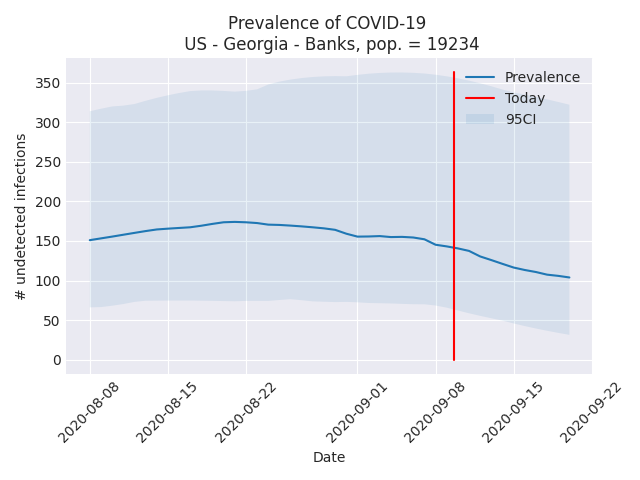 Prevalence of COVID-19
US - Georgia - Banks, pop. = 19234
Prevalence
Today
95CI
# undetected infections
350
300
250
200
150
100
50
0
2020-08-08
2020-08-15
2020-08-22
2020-09-01
2020-09-08
2020-09-15
2020-09-22
Date